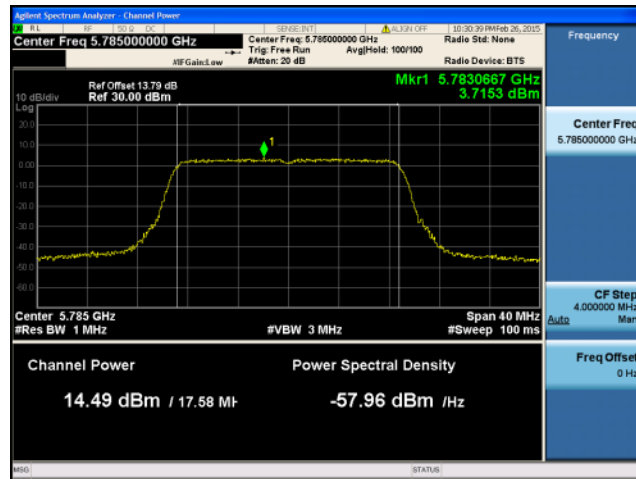 Agilent Spectrum Analyzer - Channel Power
RL RF 50 Ω DC SENSE:INT ALIGN OFF 10:30:39 PM Feb 26, 2015
Center Freq 5.785000000 GHz
Center Freq: 5.785000000 GHz
Radio Std: None
Trig: Free Run Avg|Hold: 100/100
#IFGain:Low
#Atten: 20 dB
Radio Device: BTS
Frequency
Mkr1 5.7830667 GHz
3.7153 dBm
Ref Offset 13.79 dB
10 dB/div Ref 30.00 dBm
Log
20.0
10.0
0.00
-10.0
-20.0
-30.0
-40.0
-50.0
-60.0
1
Center Freq
5.785000000 GHz
Center 5.785 GHz
Span 40 MHz
#Res BW 1 MHz
#VBW 3 MHz
#Sweep 100 ms
CF Step
4.000000 MHz
Auto Man
Channel Power
Power Spectral Density
14.49 dBm / 17.58 MH
-57.96 dBm /Hz
Freq Offset
0 Hz
MSG
STATUS